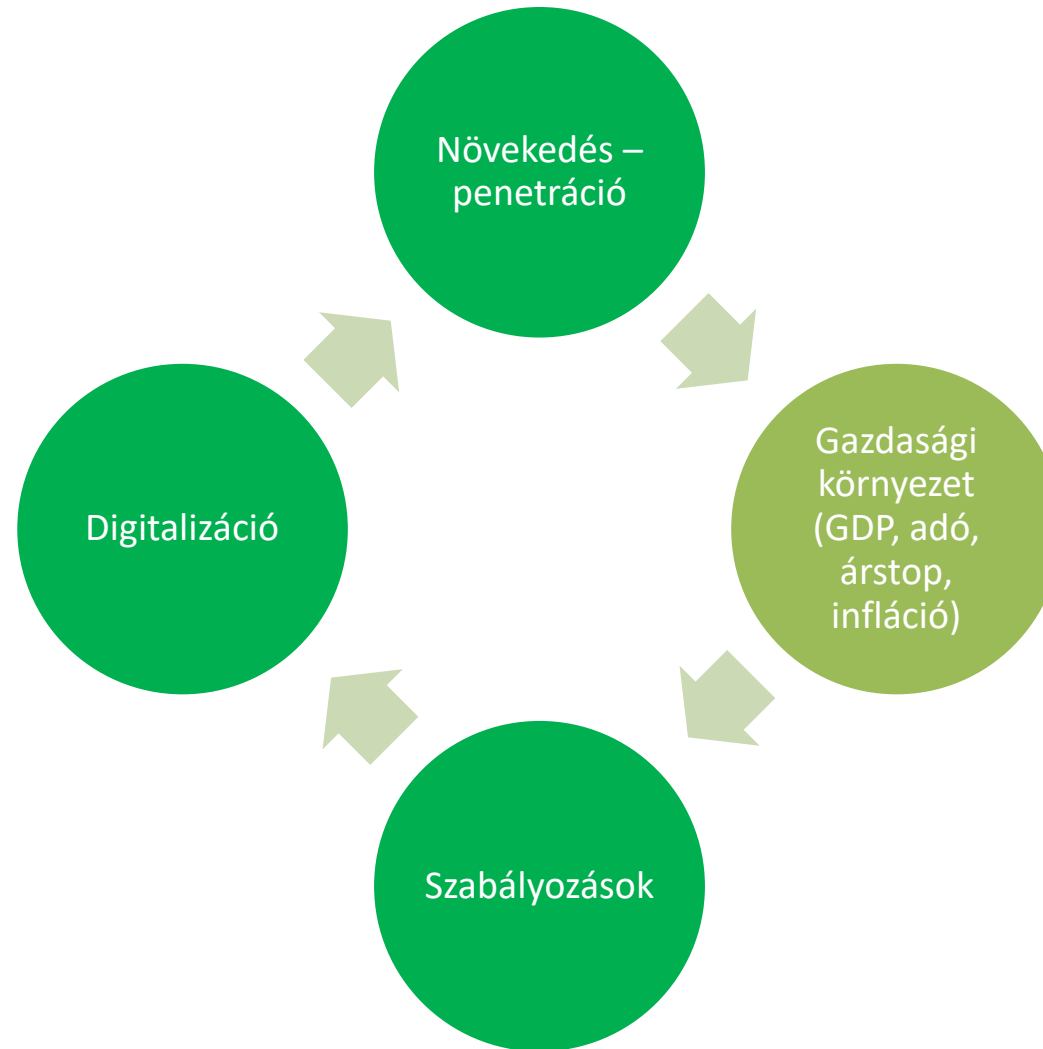 Növekedés –
penetráció
Gazdasági
környezet
(GDP, adó,
árstop,
infláció)
Digitalizáció
Szabályozások